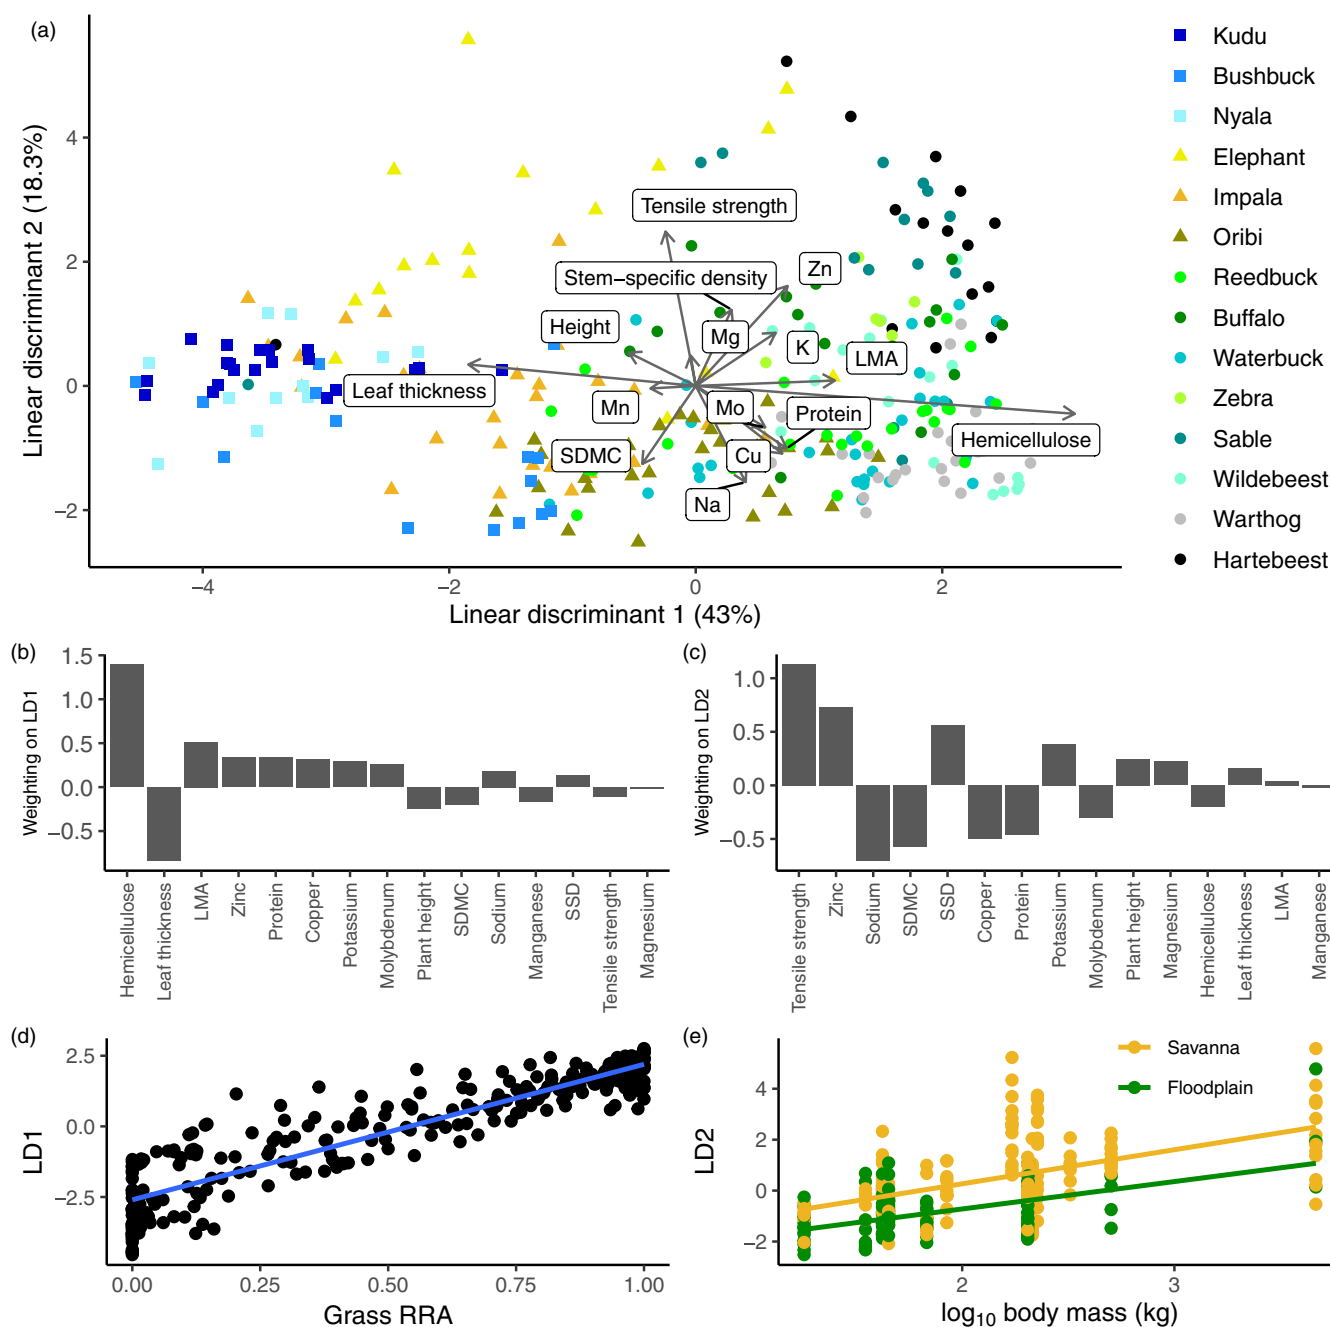 (a)
Linear discriminant 2 (18.3%)
4
2
0
−2
−4
−2
0
2
Linear discriminant 1 (43%)
Tensile strength
Stem−specific density
Zn
Height
Mg
K
LMA
Leaf thickness
Mn
Mo
Protein
Hemicellulose
SDMC
Cu
Na
Kudu
Bushbuck
Nyala
Elephant
Impala
Oribi
Reedbuck
Buffalo
Waterbuck
Zebra
Sable
Wildebeest
Warthog
Hartebeest
(b)
Weighting on LD1
1.5
1.0
0.5
0.0
−0.5
Hemicellulose
Leaf thickness
LMA
Zinc
Protein
Copper
Potassium
Molybdenum
Plant height
SDMC
Sodium
Manganese
SSD
Tensile strength
Magnesium
(c)
Weighting on LD2
1.0
0.5
0.0
−0.5
Tensile strength
Zinc
Sodium
SDMC
SSD
Copper
Protein
Potassium
Molybdenum
Plant height
Magnesium
Hemicellulose
Leaf thickness
LMA
Manganese
(d)
LD1
2.5
0.0
−2.5
0.00
0.25
0.50
0.75
1.00
Grass RRA
(e)
LD2
4
2
0
−2
2
3
log10 body mass (kg)
Savanna
Floodplain